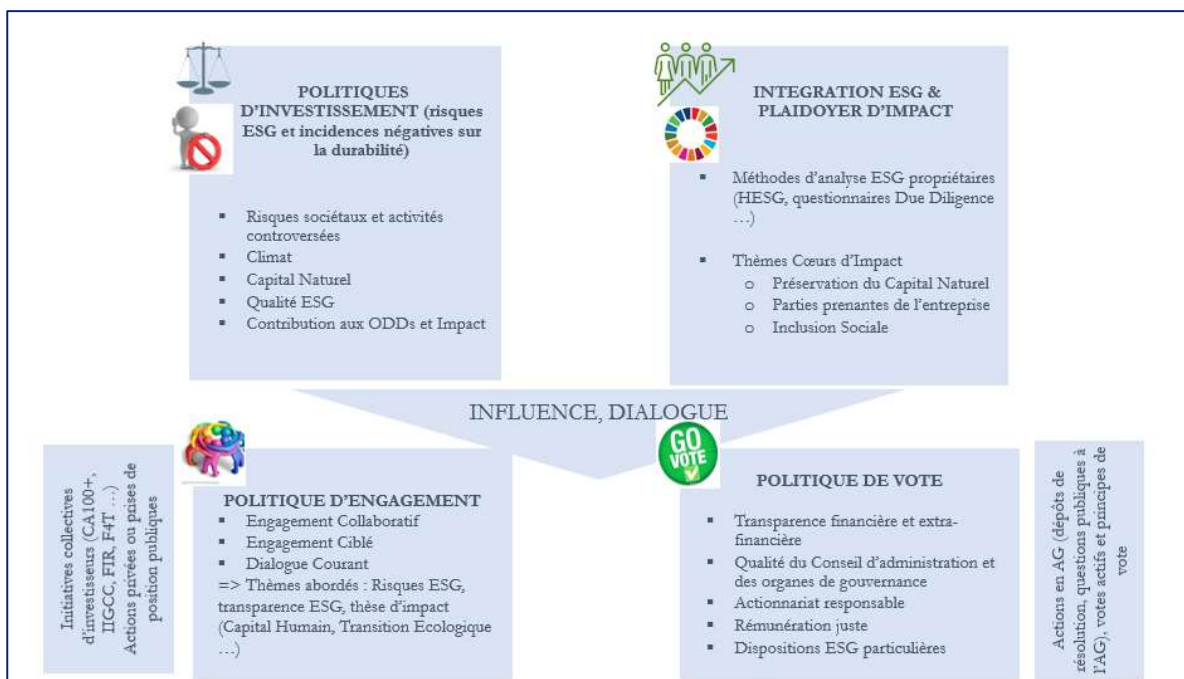 POLITIQUES
D'INVESTISSEMENT (risques
ESG et incidences négatives sur
la durabilité)
▪ Risques sociétaux et activités
controversées
▪ Climat
▪ Capital Naturel
▪ Qualité ESG
▪ Contribution aux ODDs et Impact
INTEGRATION ESG &
PLAIDOYER D'IMPACT
▪ Méthodes d'analyse ESG propriétaires
(HESG, questionnaires Due Diligence
…)
▪ Thèmes Cœurs d'Impact
o Préservation du Capital Naturel
o Parties prenantes de l'entreprise
o Inclusion Sociale
INFLUENCE, DIALOGUE
Initiatives collectives
d'investisseurs (CA100+,
IIGCC, FIR, F4T …)
Actions privées ou prises de
position publiques
POLITIQUE D'ENGAGEMENT
▪ Engagement Collaboratif
▪ Engagement Ciblé
▪ Dialogue Courant
=> Thèmes abordés : Risques ESG,
transparence ESG, thèse d'impact
(Capital Humain, Transition Ecologique
…)
GO
VOTE
POLITIQUE DE VOTE
▪ Transparence financière et extra-
financière
▪ Qualité du Conseil d'administration et
des organes de gouvernance
▪ Actionnariat responsable
▪ Rémunération juste
▪ Dispositions ESG particulières
Actions en AG (dépôts de
résolution, questions publiques à
l'AG), votes actifs et principes de
vote